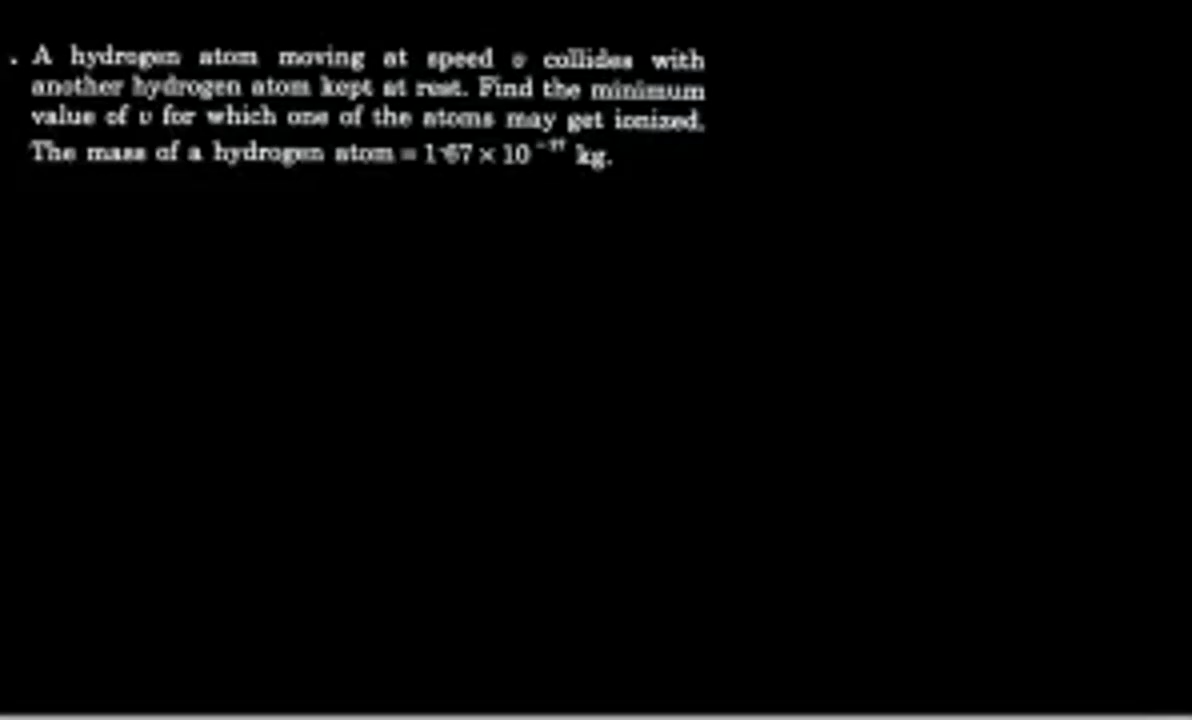 . A hydrogen atom moving at speed v collides with
another hydrogen atom kept at rest. Find the minimum
value of v for which one of the atoms may get ionized.
The mass of a hydrogen atom = 1·67 × 10⁻²⁷ kg.